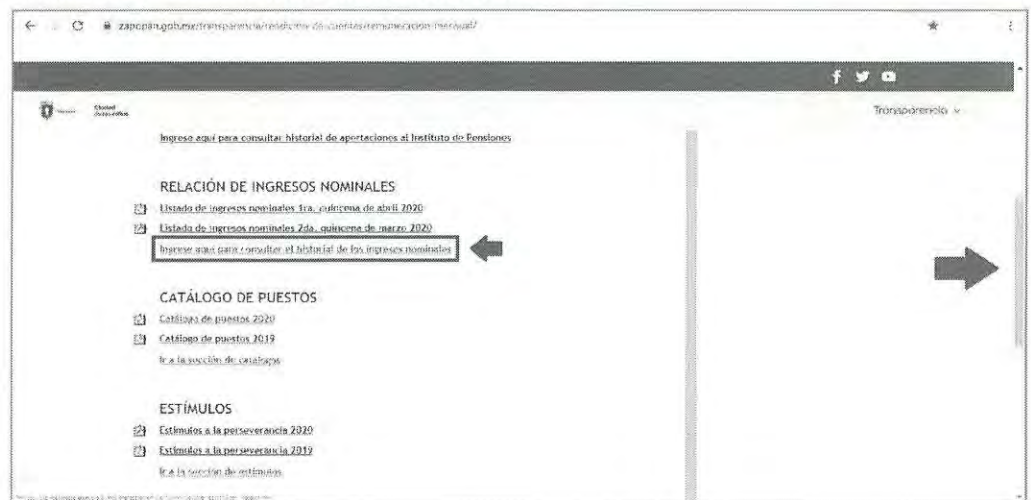 zapopan.gob.mx/transparencia/rendicion-de-cuentas/remuneracion-mensual/
Ciudad
Transparencia
Ingrese aquí para consultar historial de aportaciones al Instituto de Pensiones
RELACIÓN DE INGRESOS NOMINALES
Listado de ingresos nominales 1ra. quincena de abril 2020
Listado de ingresos nominales 2da. quincena de marzo 2020
Ingrese aquí para consultar el historial de los ingresos nominales
CATÁLOGO DE PUESTOS
Catálogo de puestos 2020
Catálogo de puestos 2019
Ir a la sección de catálogos
ESTÍMULOS
Estímulos a la perseverancia 2020
Estímulos a la perseverancia 2019
Ir a la sección de estímulos